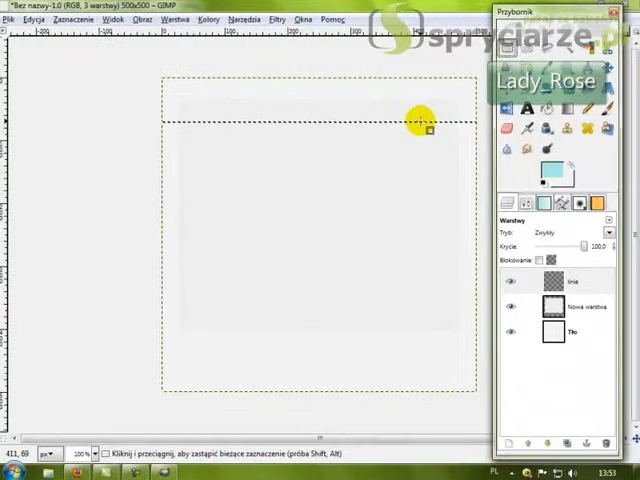 *Bez nazwy-1.0 (RGB, 3 warstwy) 500x500 – GIMP
Plik Edycja Zaznaczenie Widok Obraz Warstwa Kolory Narzędzia Filtry Okna Pomoc
Przybornik
spryciarze.pl
Lady_Rose
Warstwy
Tryb: Zwykły
Krycie: 100,0
Blokowanie:
linie
Nowa warstwa
Tło
411, 69 px 100 % Kliknij i przeciągnij, aby zastąpić bieżące zaznaczenie (próba Shift, Alt)
PL 13:53